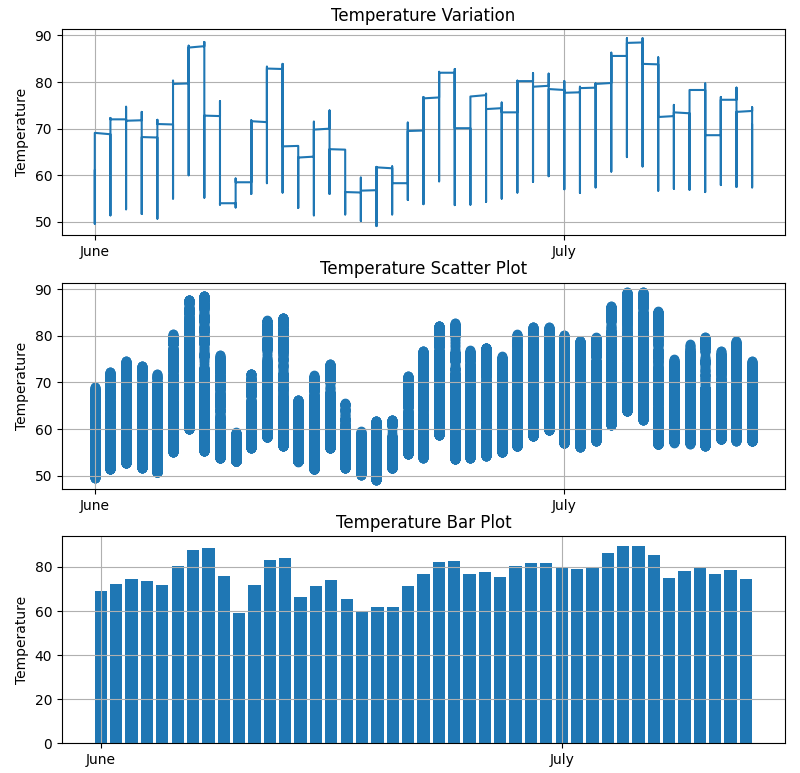 Temperature Variation
90
80
70
60
50
Temperature
June
July
Temperature Scatter Plot
90
80
70
60
50
Temperature
June
July
Temperature Bar Plot
80
60
40
20
0
Temperature
June
July